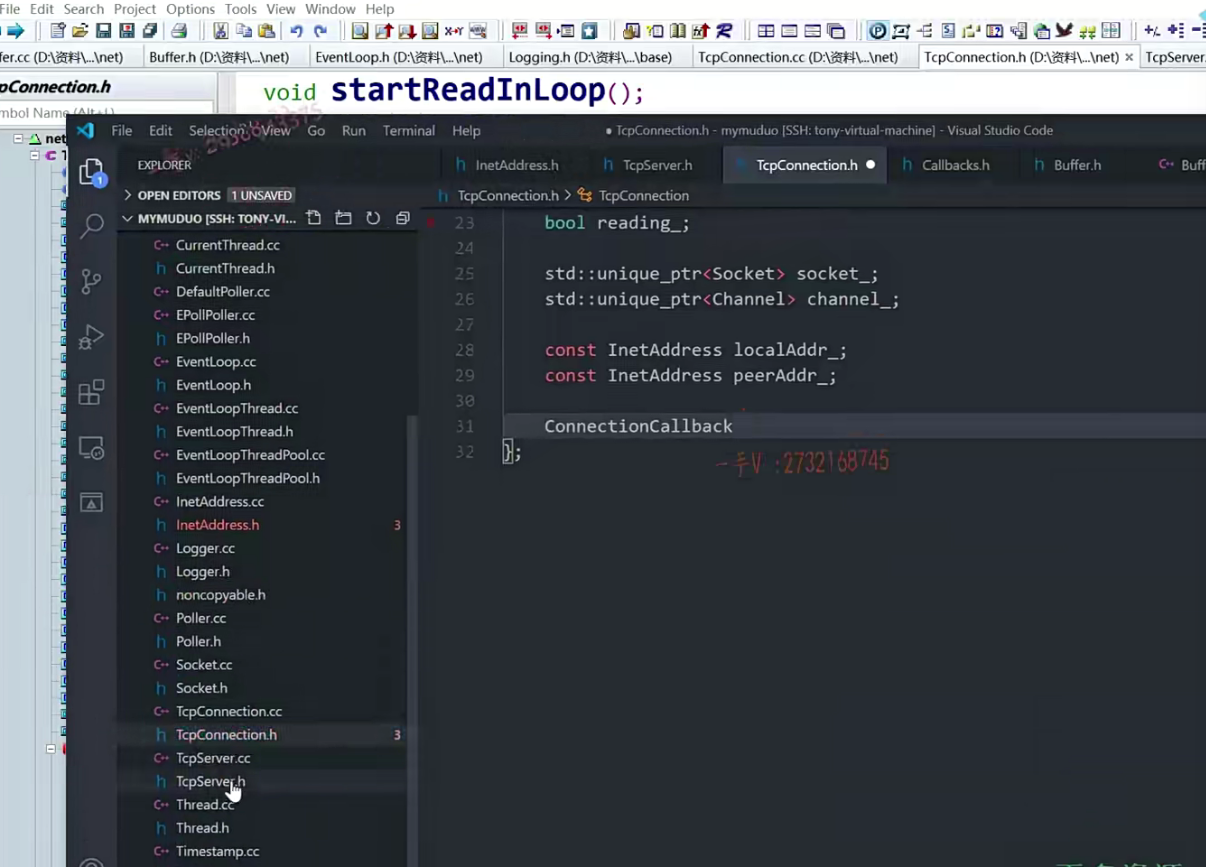 File Edit Search Project Options Tools View Window Help
fer.cc (D:\资料\...\net) Buffer.h (D:\资料\...\net) EventLoop.h (D:\资料\...\net) Logging.h (D:\资料\...\base) TcpConnection.cc (D:\资料\...\net) TcpConnection.h (D:\资料\...\net) × TcpServer.
pConnection.h
void startReadInLoop();
mbol Name (Alt+L)
net
File Edit Selection View Go Run Terminal Help
● TcpConnection.h - mymuduo [SSH: tony-virtual-machine] - Visual Studio Code
EXPLORER
InetAddress.h TcpServer.h TcpConnection.h ● Callbacks.h Buffer.h Buff
OPEN EDITORS 1 UNSAVED
TcpConnection.h > TcpConnection
MYMUDUO [SSH: TONY-VI...
CurrentThread.cc
CurrentThread.h
DefaultPoller.cc
EPollPoller.cc
EPollPoller.h
EventLoop.cc
EventLoop.h
EventLoopThread.cc
EventLoopThread.h
EventLoopThreadPool.cc
EventLoopThreadPool.h
InetAddress.cc
InetAddress.h 3
Logger.cc
Logger.h
noncopyable.h
Poller.cc
Poller.h
Socket.cc
Socket.h
TcpConnection.cc
TcpConnection.h 3
TcpServer.cc
TcpServer.h
Thread.cc
Thread.h
Timestamp.cc
23 bool reading_;
24
25 std::unique_ptr<Socket> socket_;
26 std::unique_ptr<Channel> channel_;
27
28 const InetAddress localAddr_;
29 const InetAddress peerAddr_;
30
31 ConnectionCallback
32 };
一手V :2732168745